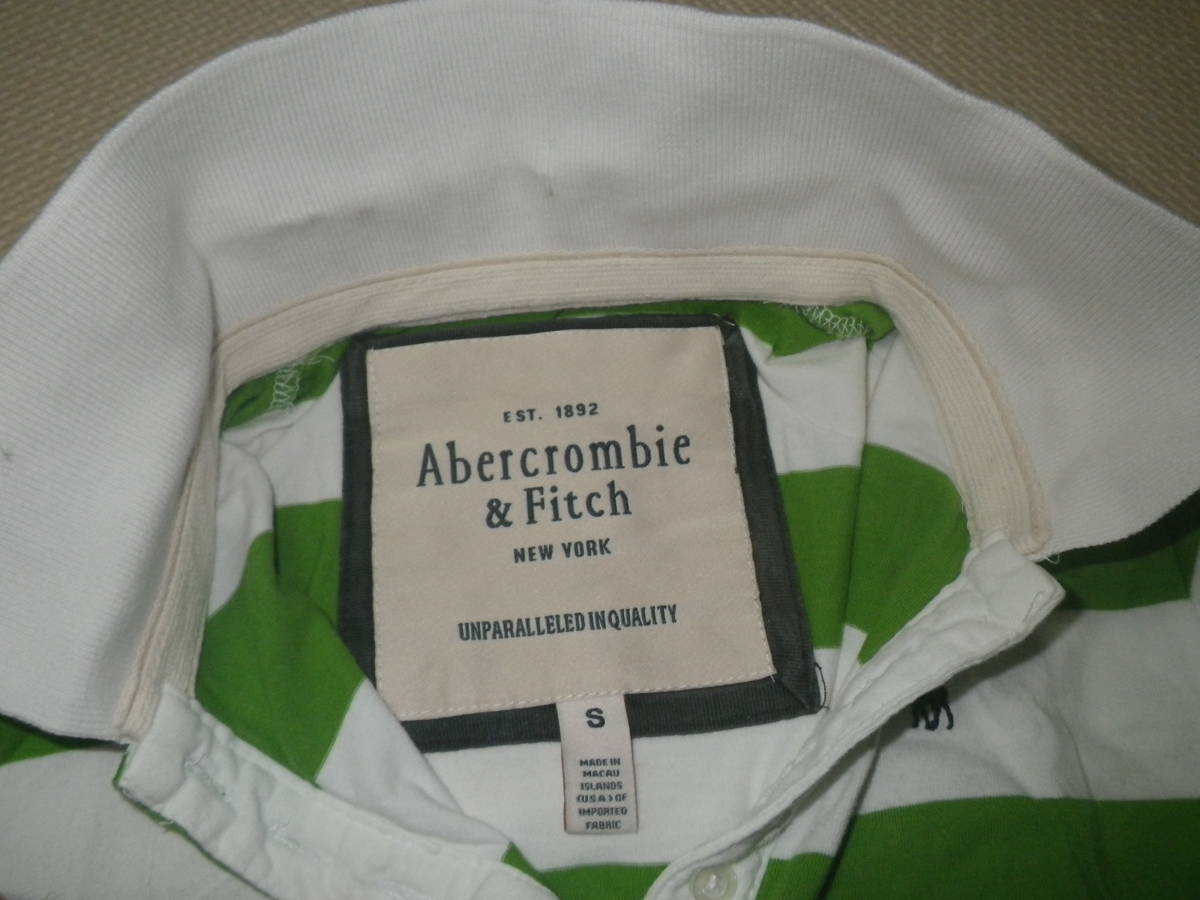 EST. 1892
Abercrombie
& Fitch
NEW YORK
UNPARALLELED IN QUALITY
S
MADE IN
MACAU
ISLANDS
(U.S.A) OF
IMPORTED
FABRIC